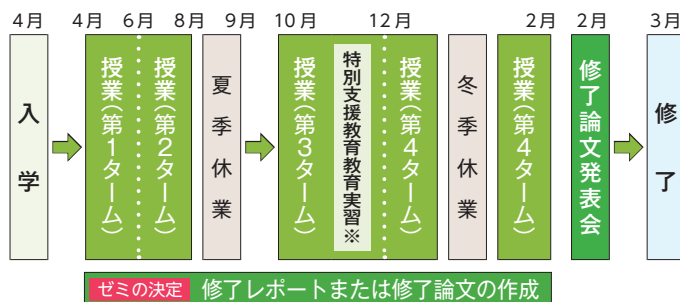 4月 4月 6月 8月 9月 10月 12月 2月 2月 3月
入学
授業(第1ターム)
授業(第2ターム)
夏季休業
授業(第3ターム)
特別支援教育教育実習※
授業(第4ターム)
冬季休業
授業(第4ターム)
修了論文発表会
修了
ゼミの決定 修了レポートまたは修了論文の作成